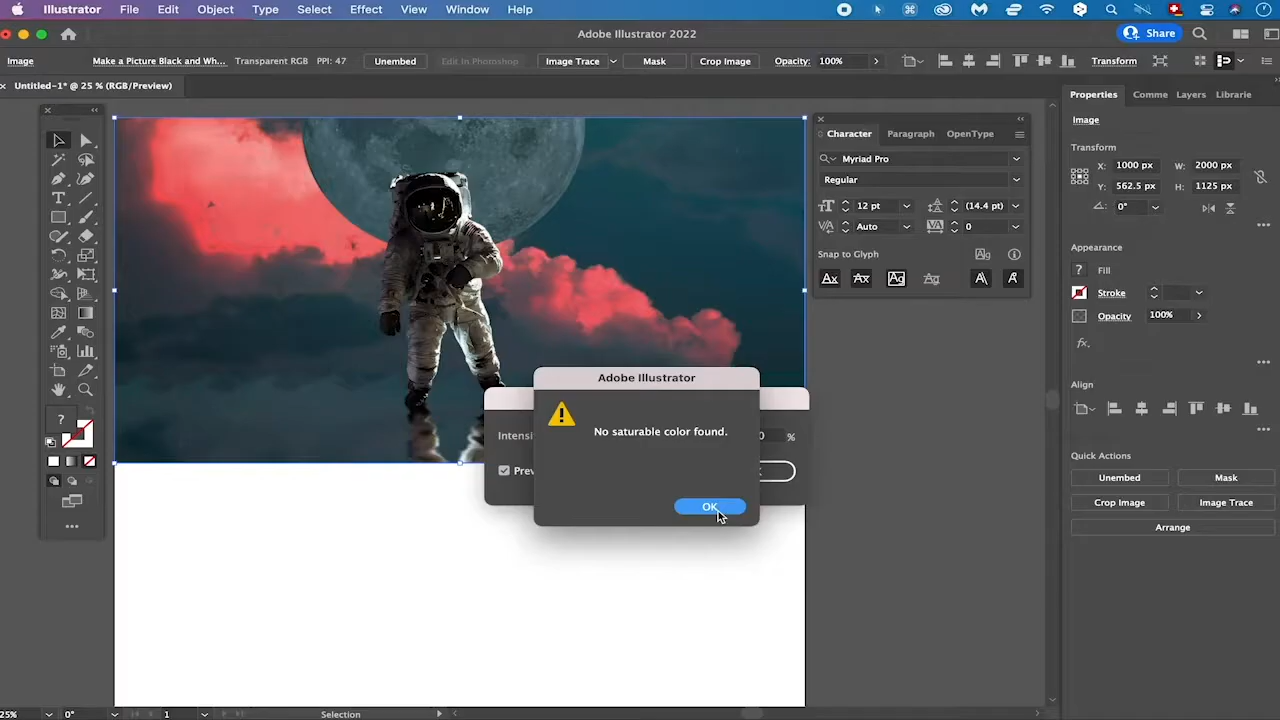 Illustrator File Edit Object Type Select Effect View Window Help
Adobe Illustrator 2022
Share
Image
Make a Picture Black and Wh...
Transparent RGB PPI: 47
Unembed
Edit In Photoshop
Image Trace
Mask
Crop Image
Opacity: 100%
Transform
Untitled-1* @ 25 % (RGB/Preview)
Character Paragraph OpenType
Myriad Pro
Regular
12 pt
(14.4 pt)
Auto
0
Snap to Glyph
Properties Comme Layers Librarie
Image
Transform
X: 1000 px W: 2000 px
Y: 562.5 px H: 1125 px
0°
Appearance
? Fill
Stroke
Opacity 100%
fx.
Align
Quick Actions
Unembed Mask
Crop Image Image Trace
Arrange
Adobe Illustrator
No saturable color found.
OK
Intensi
%
Prev
?
25% 0° 1 Selection